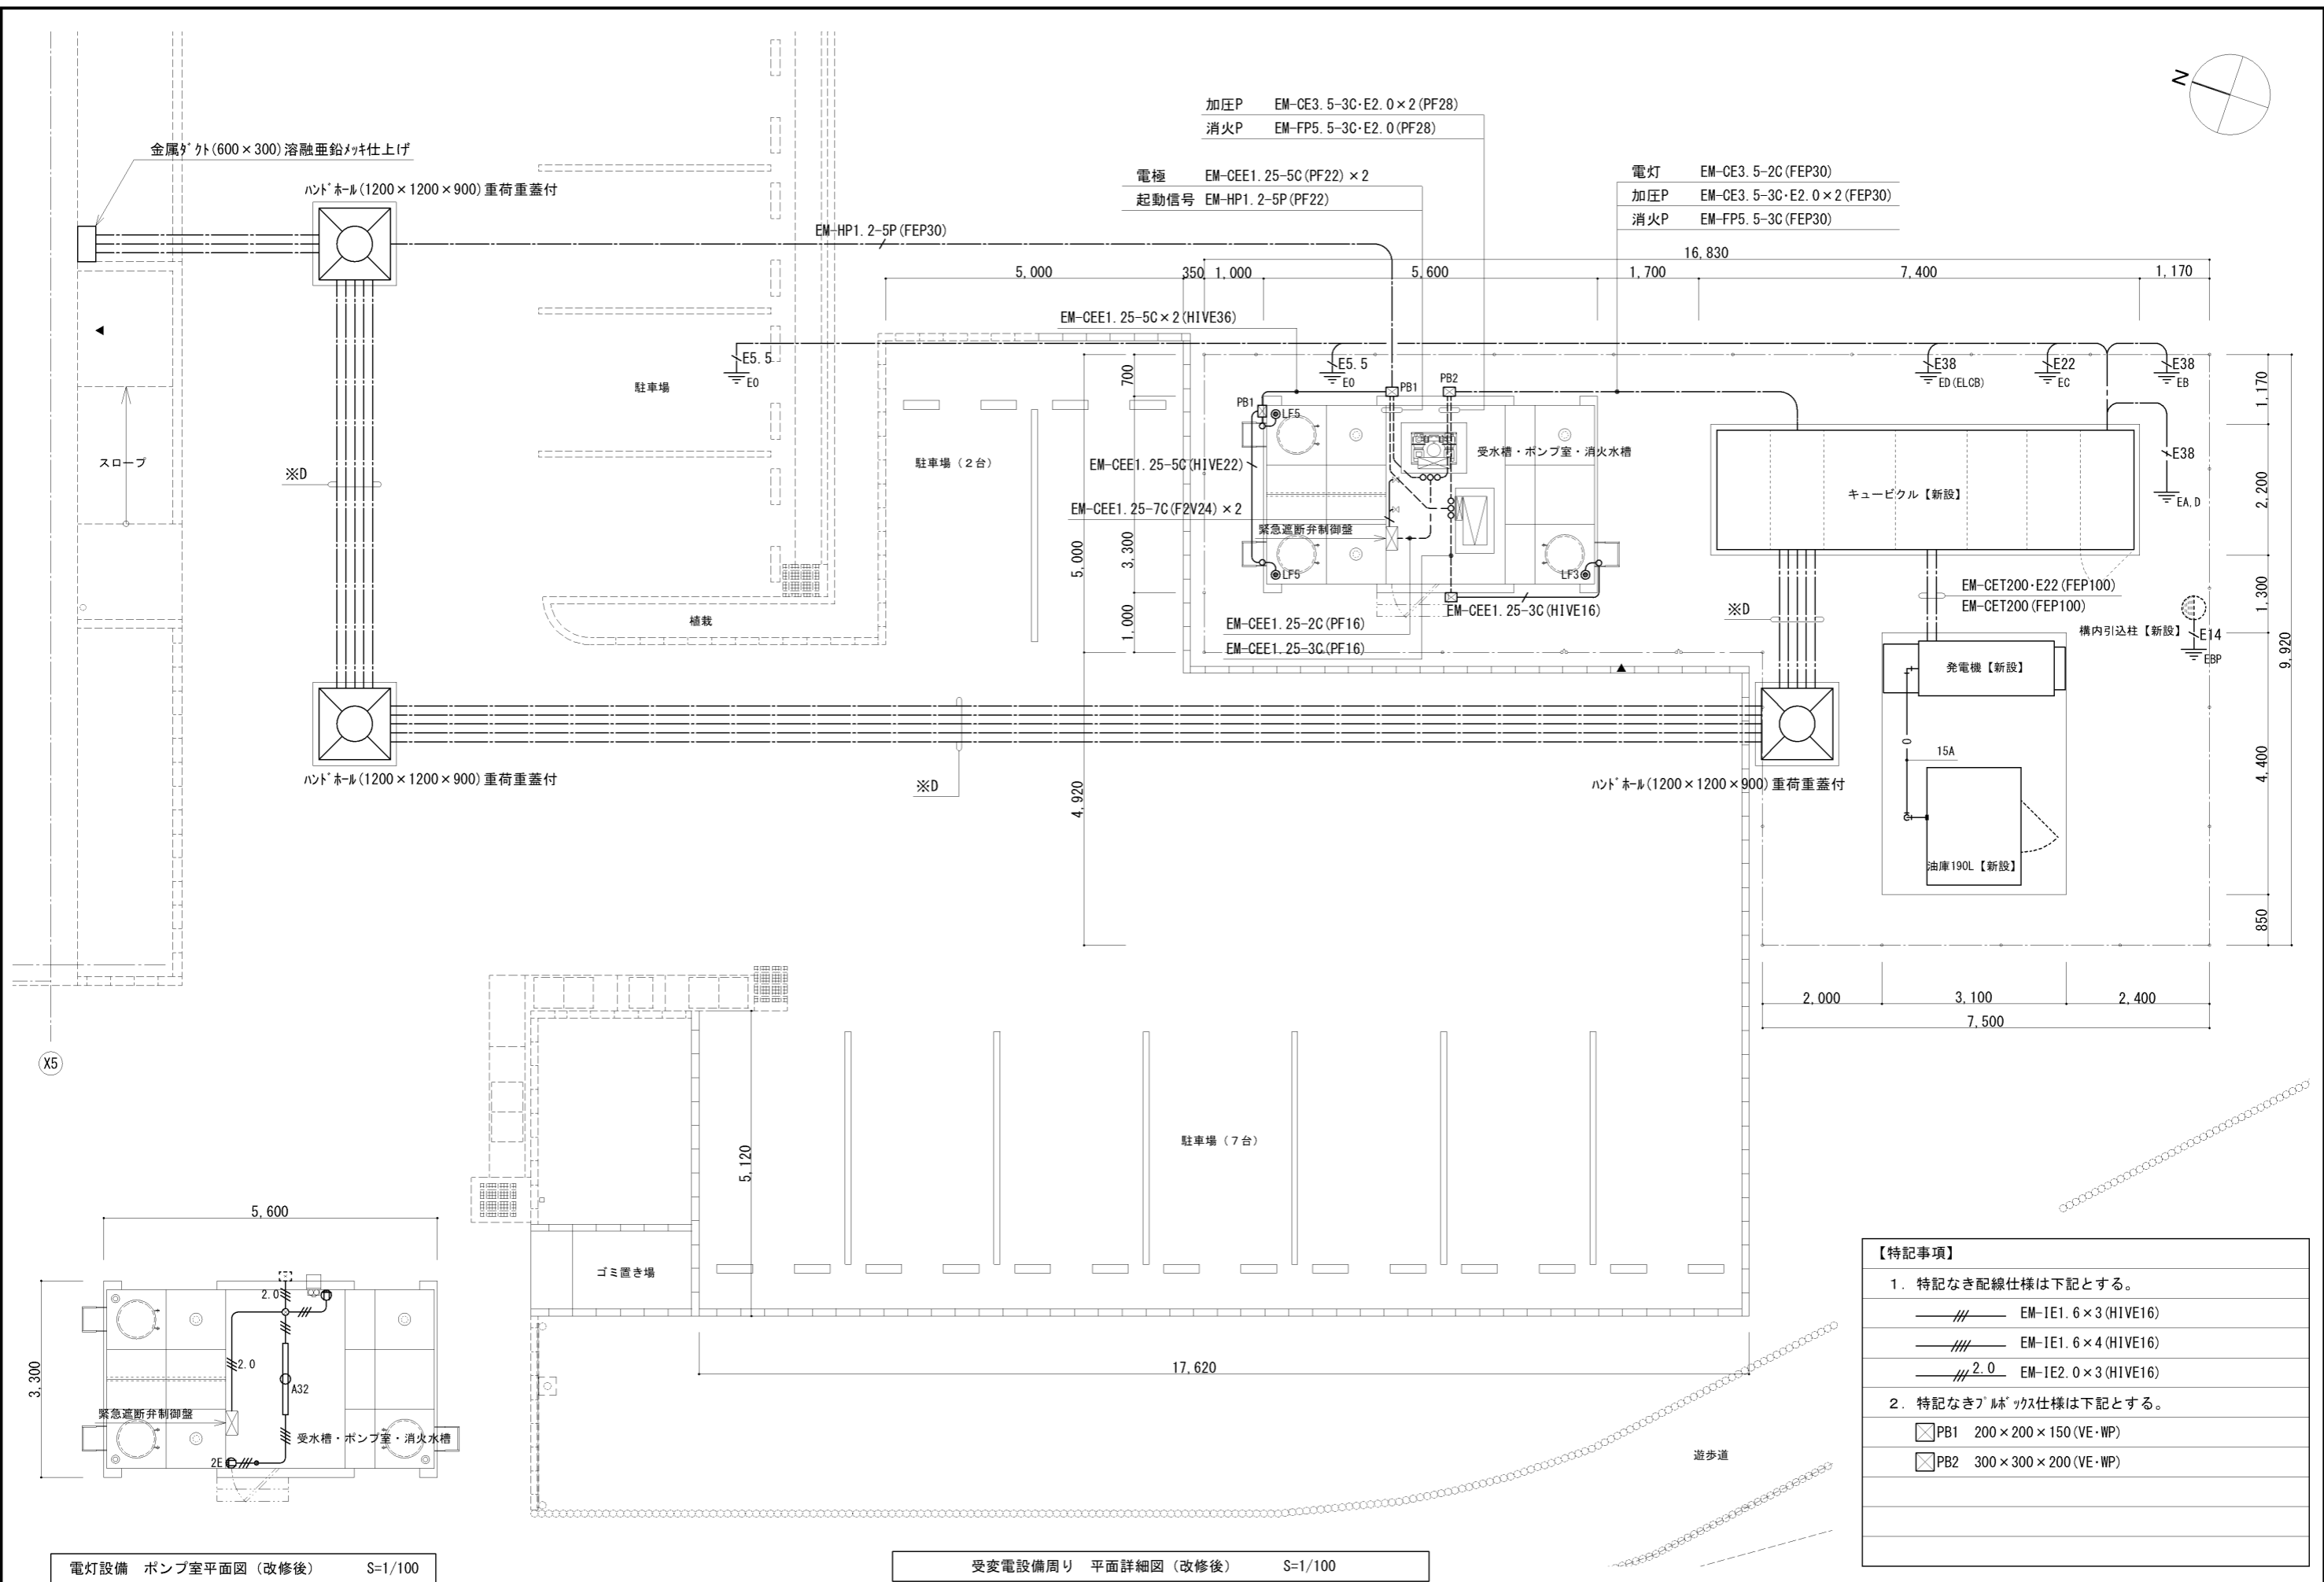 N
金属ダクト(600×300)溶融亜鉛メッキ仕上げ
ハンドホール(1200×1200×900)重荷重蓋付
加圧P EM-CE3.5-3C・E2.0×2(PF28)
消火P EM-FP5.5-3C・E2.0(PF28)
電極 EM-CEE1.25-5C(PF22)×2
起動信号 EM-HP1.2-5P(PF22)
電灯 EM-CE3.5-2C(FEP30)
加圧P EM-CE3.5-3C・E2.0×2(FEP30)
消火P EM-FP5.5-3C(FEP30)
EM-HP1.2-5P(FEP30)
16,830
5,000
350
1,000
5,600
1,700
7,400
1,170
EM-CEE1.25-5C×2(HIVE36)
E5.5
E0
E5.5
E0
E38
ED(ELCB)
E22
EC
E38
EB
E38
EA.D
駐車場
スロープ
※D
駐車場（2台）
植栽
700
3,300
1,000
5,000
4,920
PB1
PB2
PB1
LF5
EM-CEE1.25-5C(HIVE22)
受水槽・ポンプ室・消火水槽
EM-CEE1.25-7C(F2V24)×2
緊急遮断弁制御盤
LF5
LF3
EM-CEE1.25-3C(HIVE16)
EM-CEE1.25-2C(PF16)
EM-CEE1.25-3C(PF16)
キュービクル【新設】
EM-CET200・E22(FEP100)
EM-CET200(FEP100)
※D
構内引込柱【新設】
E14
EBP
発電機【新設】
15A
油庫190L【新設】
1,170
2,200
1,300
4,400
850
9,920
ハンドホール(1200×1200×900)重荷重蓋付
※D
ハンドホール(1200×1200×900)重荷重蓋付
2,000
3,100
2,400
7,500
X5
5,120
駐車場（7台）
ゴミ置き場
17,620
遊歩道
5,600
3,300
2.0
2.0
A32
緊急遮断弁制御盤
受水槽・ポンプ室・消火水槽
2E
電灯設備 ポンプ室平面図（改修後） S=1/100
受変電設備周り 平面詳細図（改修後） S=1/100
【特記事項】
1. 特記なき配線仕様は下記とする。
EM-IE1.6×3(HIVE16)
EM-IE1.6×4(HIVE16)
2.0 EM-IE2.0×3(HIVE16)
2. 特記なきプルボックス仕様は下記とする。
PB1 200×200×150(VE・WP)
PB2 300×300×200(VE・WP)